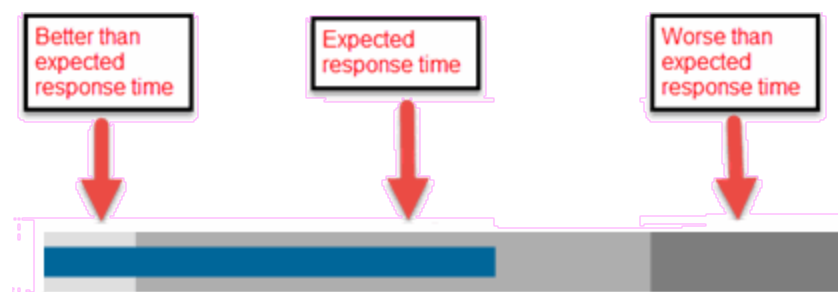 Better than
expected
response time
Expected
response time
Worse than
expected
response time